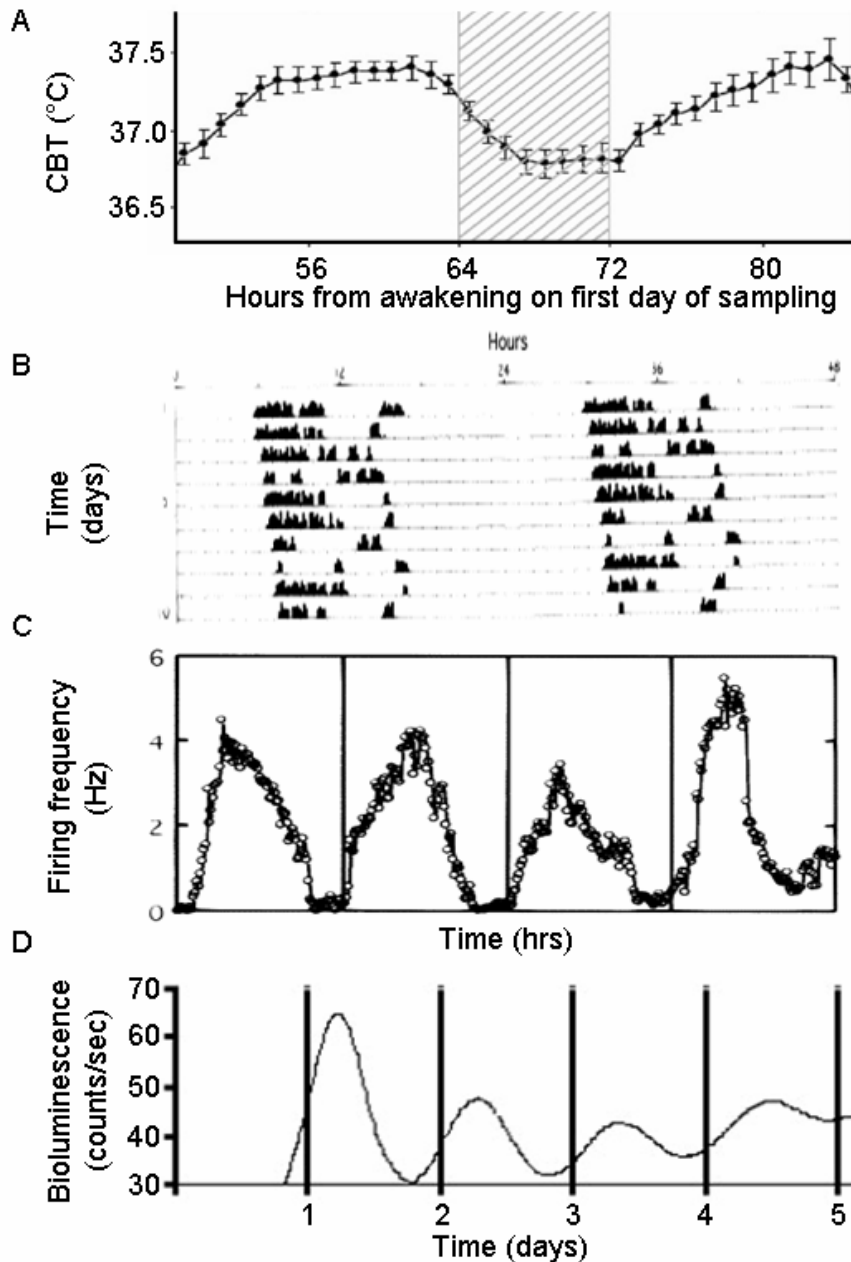 A
37.5
37.0
36.5
CBT (°C)
56 64 72 80
Hours from awakening on first day of sampling
B
Hours
12 24 36 48
Time
(days)
C
6
4
2
0
Firing frequency
(Hz)
Time (hrs)
D
70
60
50
40
30
Bioluminescence
(counts/sec)
1 2 3 4 5
Time (days)